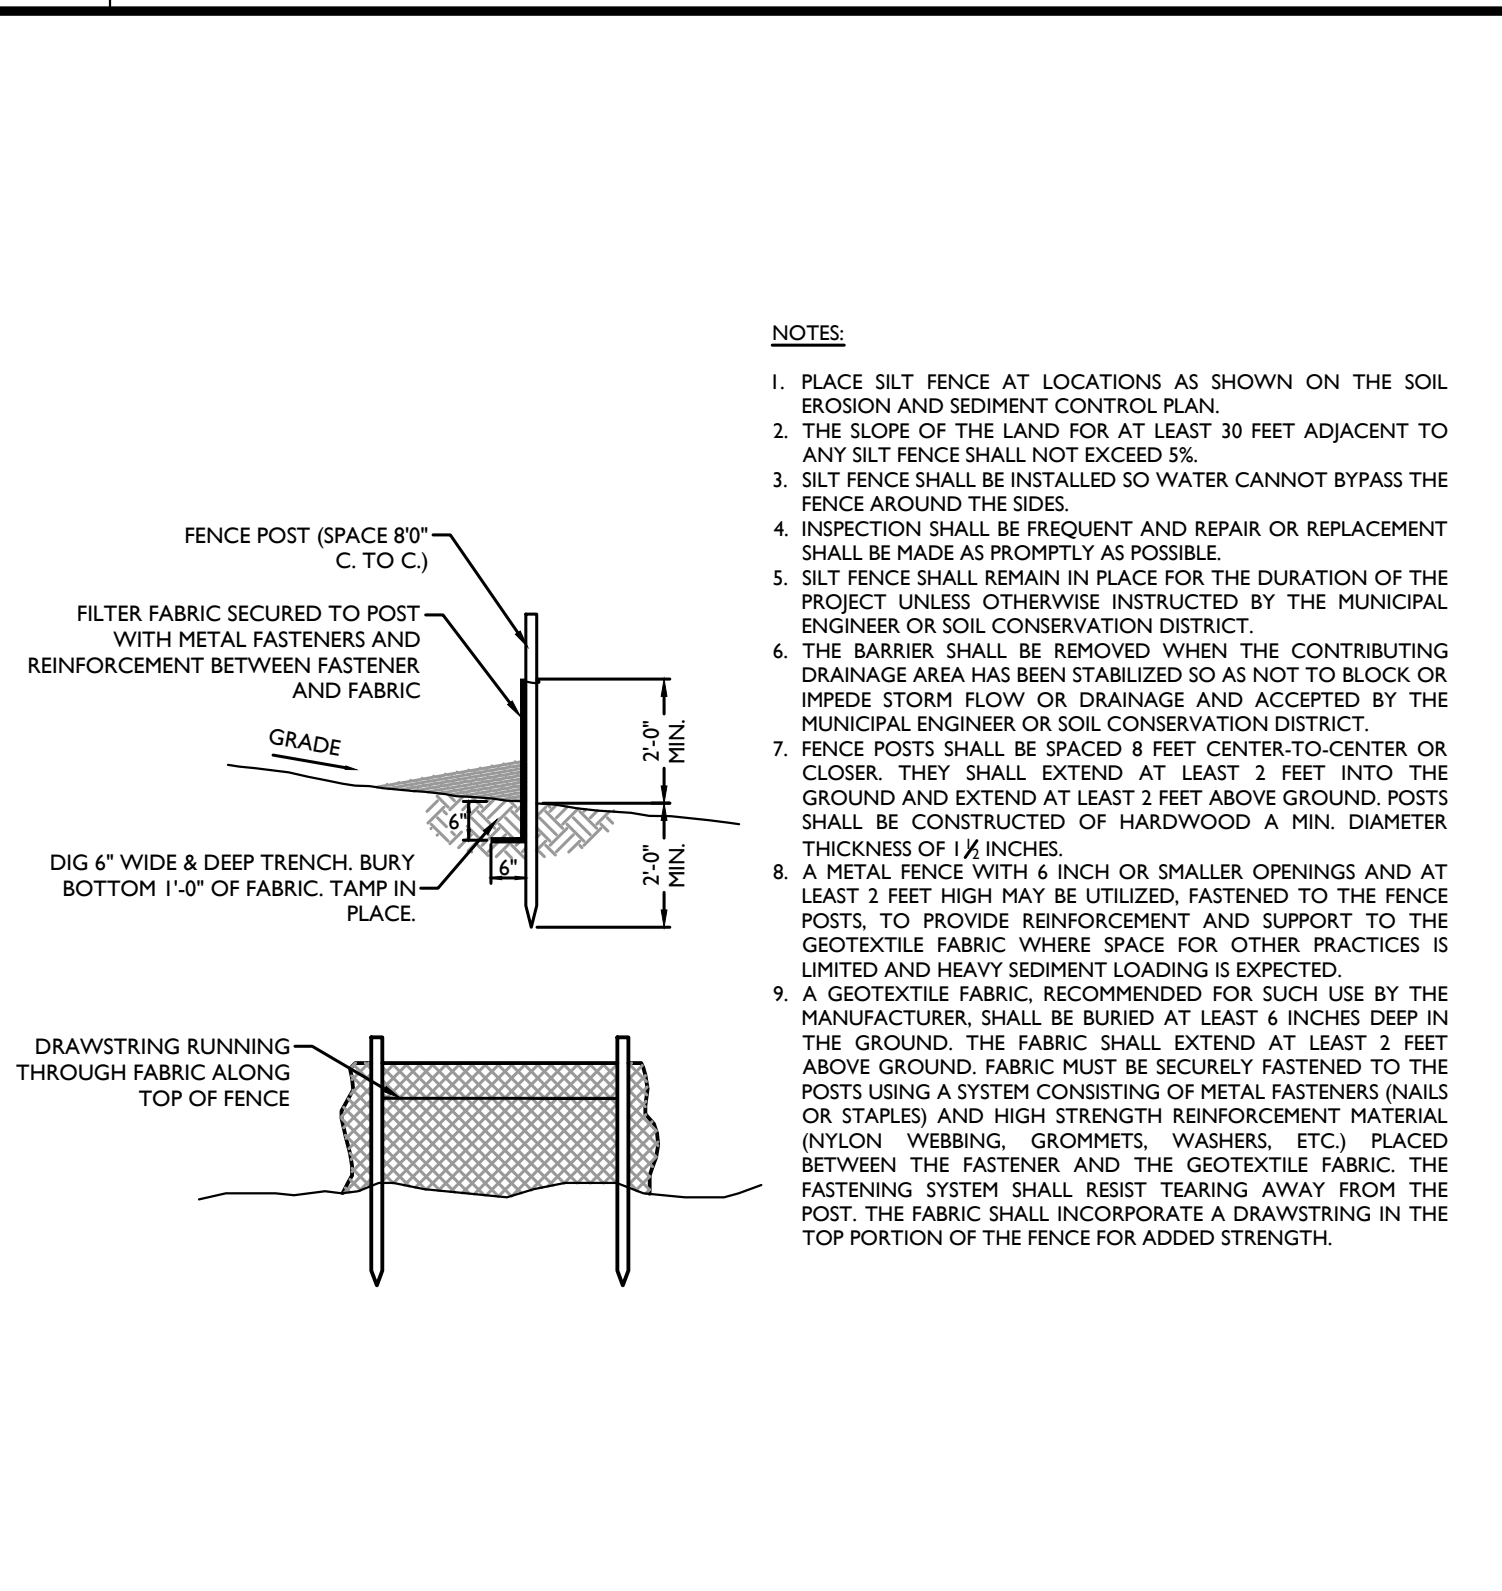 FENCE POST (SPACE 8'0"
C. TO C.)
FILTER FABRIC SECURED TO POST
WITH METAL FASTENERS AND
REINFORCEMENT BETWEEN FASTENER
AND FABRIC
GRADE
2'-0"
MIN.
6"
6"
2'-0"
MIN.
DIG 6" WIDE & DEEP TRENCH. BURY
BOTTOM 1'-0" OF FABRIC. TAMP IN
PLACE.
DRAWSTRING RUNNING
THROUGH FABRIC ALONG
TOP OF FENCE
NOTES:
1. PLACE SILT FENCE AT LOCATIONS AS SHOWN ON THE SOIL
EROSION AND SEDIMENT CONTROL PLAN.
2. THE SLOPE OF THE LAND FOR AT LEAST 30 FEET ADJACENT TO
ANY SILT FENCE SHALL NOT EXCEED 5%.
3. SILT FENCE SHALL BE INSTALLED SO WATER CANNOT BYPASS THE
FENCE AROUND THE SIDES.
4. INSPECTION SHALL BE FREQUENT AND REPAIR OR REPLACEMENT
SHALL BE MADE AS PROMPTLY AS POSSIBLE.
5. SILT FENCE SHALL REMAIN IN PLACE FOR THE DURATION OF THE
PROJECT UNLESS OTHERWISE INSTRUCTED BY THE MUNICIPAL
ENGINEER OR SOIL CONSERVATION DISTRICT.
6. THE BARRIER SHALL BE REMOVED WHEN THE CONTRIBUTING
DRAINAGE AREA HAS BEEN STABILIZED SO AS NOT TO BLOCK OR
IMPEDE STORM FLOW OR DRAINAGE AND ACCEPTED BY THE
MUNICIPAL ENGINEER OR SOIL CONSERVATION DISTRICT.
7. FENCE POSTS SHALL BE SPACED 8 FEET CENTER-TO-CENTER OR
CLOSER. THEY SHALL EXTEND AT LEAST 2 FEET INTO THE
GROUND AND EXTEND AT LEAST 2 FEET ABOVE GROUND. POSTS
SHALL BE CONSTRUCTED OF HARDWOOD A MIN. DIAMETER
THICKNESS OF 1 1/2 INCHES.
8. A METAL FENCE WITH 6 INCH OR SMALLER OPENINGS AND AT
LEAST 2 FEET HIGH MAY BE UTILIZED, FASTENED TO THE FENCE
POSTS, TO PROVIDE REINFORCEMENT AND SUPPORT TO THE
GEOTEXTILE FABRIC WHERE SPACE FOR OTHER PRACTICES IS
LIMITED AND HEAVY SEDIMENT LOADING IS EXPECTED.
9. A GEOTEXTILE FABRIC, RECOMMENDED FOR SUCH USE BY THE
MANUFACTURER, SHALL BE BURIED AT LEAST 6 INCHES DEEP IN
THE GROUND. THE FABRIC SHALL EXTEND AT LEAST 2 FEET
ABOVE GROUND. FABRIC MUST BE SECURELY FASTENED TO THE
POSTS USING A SYSTEM CONSISTING OF METAL FASTENERS (NAILS
OR STAPLES) AND HIGH STRENGTH REINFORCEMENT MATERIAL
(NYLON WEBBING, GROMMETS, WASHERS, ETC.) PLACED
BETWEEN THE FASTENER AND THE GEOTEXTILE FABRIC. THE
FASTENING SYSTEM SHALL RESIST TEARING AWAY FROM THE
POST. THE FABRIC SHALL INCORPORATE A DRAWSTRING IN THE
TOP PORTION OF THE FENCE FOR ADDED STRENGTH.